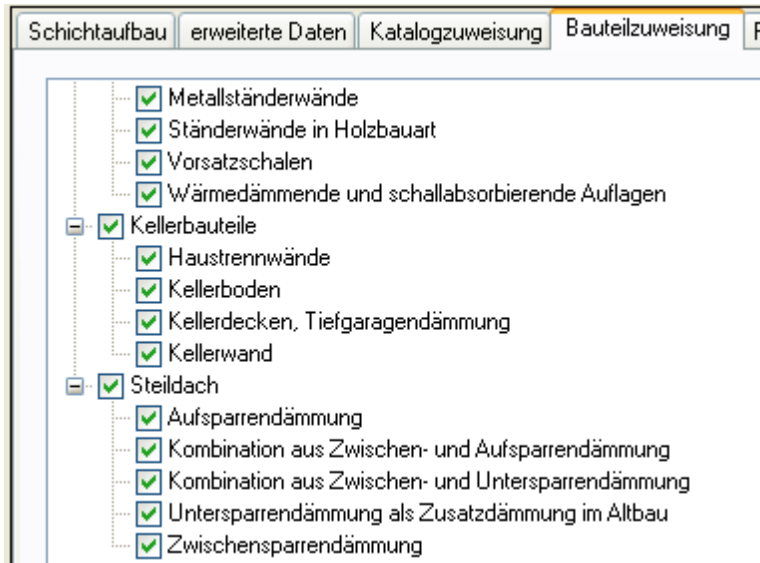 Schichtaufbau erweiterte Daten Katalogzuweisung Bauteilzuweisung
Metallständerwände
Ständerwände in Holzbauart
Vorsatzschalen
Wärmedämmende und schallabsorbierende Auflagen
Kellerbauteile
Haustrennwände
Kellerboden
Kellerdecken, Tiefgaragendämmung
Kellerwand
Steildach
Aufsparrendämmung
Kombination aus Zwischen- und Aufsparrendämmung
Kombination aus Zwischen- und Untersparrendämmung
Untersparrendämmung als Zusatzdämmung im Altbau
Zwischensparrendämmung